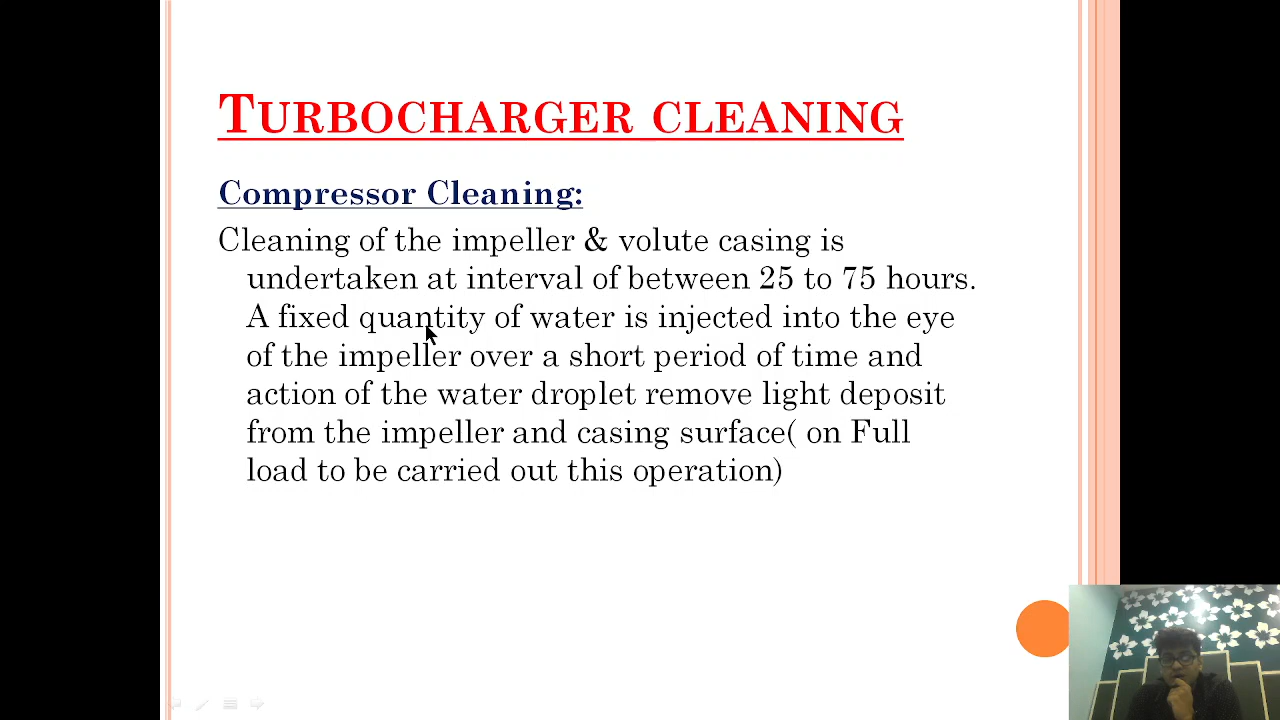 TURBOCHARGER CLEANING
Compressor Cleaning:
Cleaning of the impeller & volute casing is
undertaken at interval of between 25 to 75 hours.
A fixed quantity of water is injected into the eye
of the impeller over a short period of time and
action of the water droplet remove light deposit
from the impeller and casing surface( on Full
load to be carried out this operation)